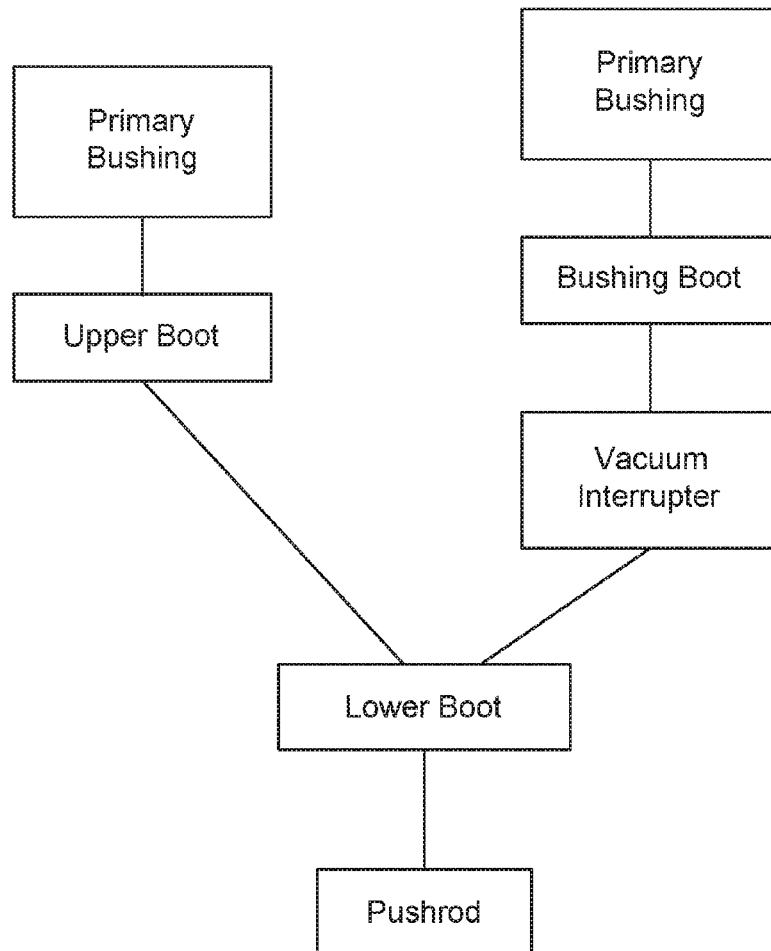 Primary
Bushing
Primary
Bushing
Bushing Boot
Upper Boot
Vacuum
Interrupter
Lower Boot
Pushrod